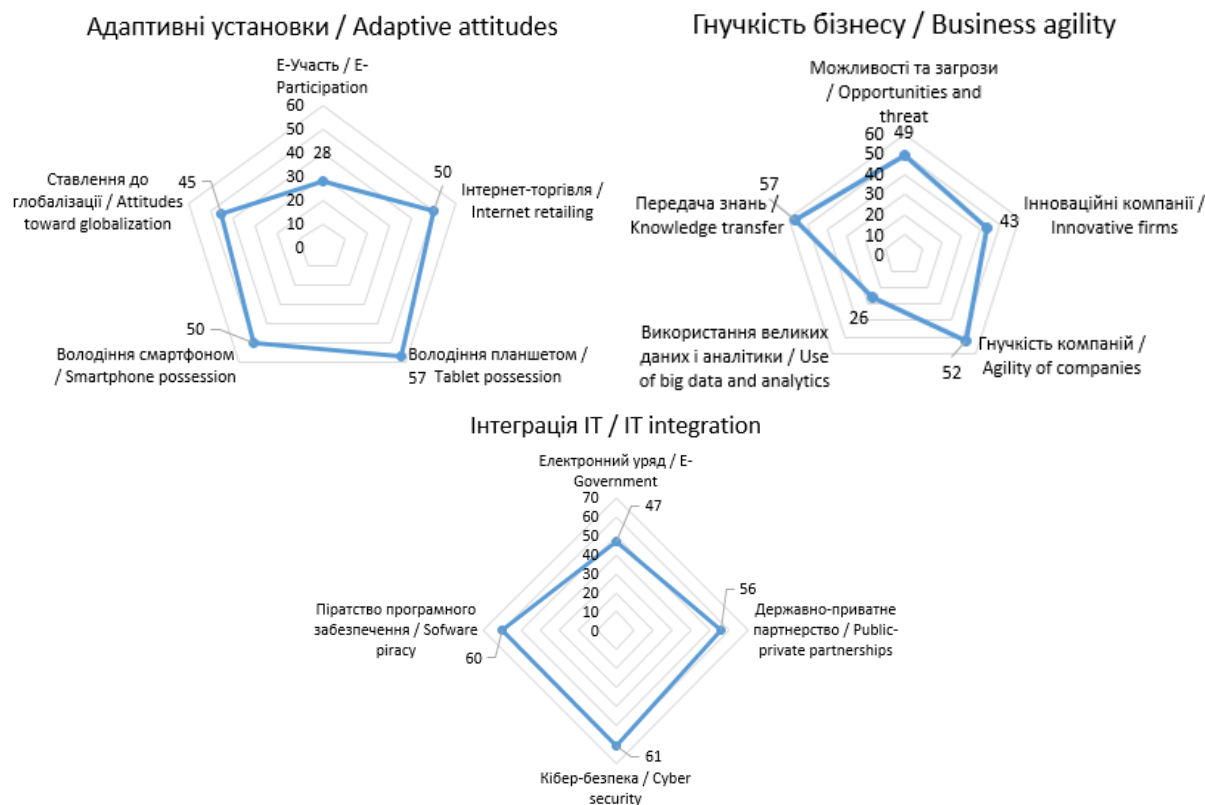 Адаптивні установки / Adaptive attitudes
Е-Участь / E-
Participation
60
50
40
30
20
10
0
28
50
Інтернет-торгівля /
Internet retailing
Володіння планшетом /
57 Tablet possession
50
Володіння смартфоном
/ Smartphone possession
45
Ставлення до
глобалізації / Attitudes
toward globalization
Гнучкість бізнесу / Business agility
Можливості та загрози
/ Opportunities and
threat
60
50
40
30
20
10
0
49
43
Інноваційні компанії /
Innovative firms
Гнучкість компаній /
Agility of companies
52
26
Використання великих
даних і аналітики / Use
of big data and analytics
57
Передача знань /
Knowledge transfer
Інтеграція ІТ / IT integration
Електронний уряд / E-
Government
70
60
50
40
30
20
10
0
47
56
Державно-приватне
партнерство / Public-
private partnerships
61
Кібер-безпека / Cyber
security
Піратство програмного
забезпечення / Sofware
piracy
60